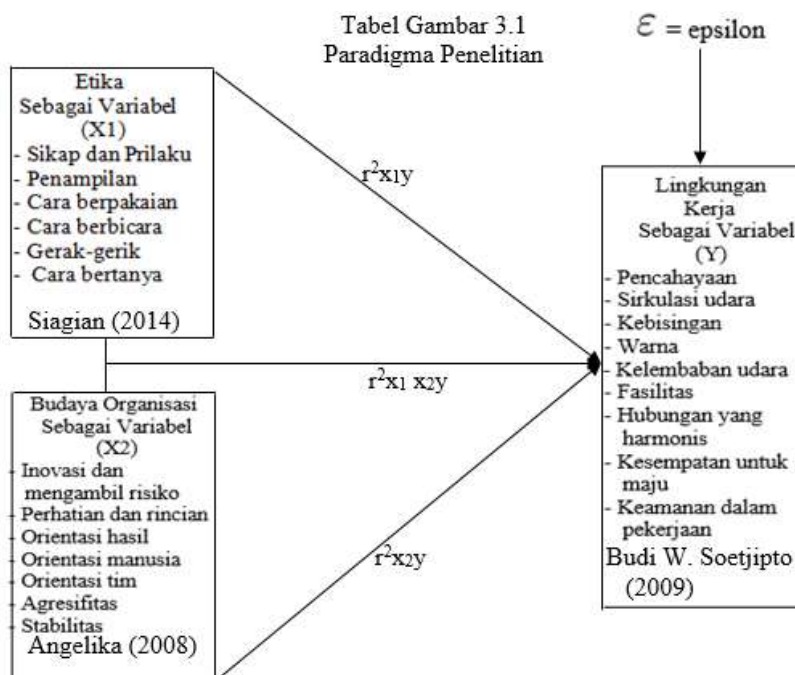 Tabel Gambar 3.1
Paradigma Penelitian
ε = epsilon
Etika
Sebagai Variabel
(X1)
- Sikap dan Prilaku
- Penampilan
- Cara berpakaian
- Cara berbicara
- Gerak-gerik
- Cara bertanya
Siagian (2014)
r²x₁y
r²x₁ x₂y
r²x₂y
Budaya Organisasi
Sebagai Variabel
(X2)
- Inovasi dan
mengambil risiko
- Perhatian dan rincian
- Orientasi hasil
- Orientasi manusia
- Orientasi tim
- Agresifitas
- Stabilitas
Angelika (2008)
Lingkungan
Kerja
Sebagai Variabel
(Y)
- Pencahayaan
- Sirkulasi udara
- Kebisingan
- Warna
- Kelembaban udara
- Fasilitas
- Hubungan yang
harmonis
- Kesempatan untuk
maju
- Keamanan dalam
pekerjaan
Budi W. Soetjipto
(2009)